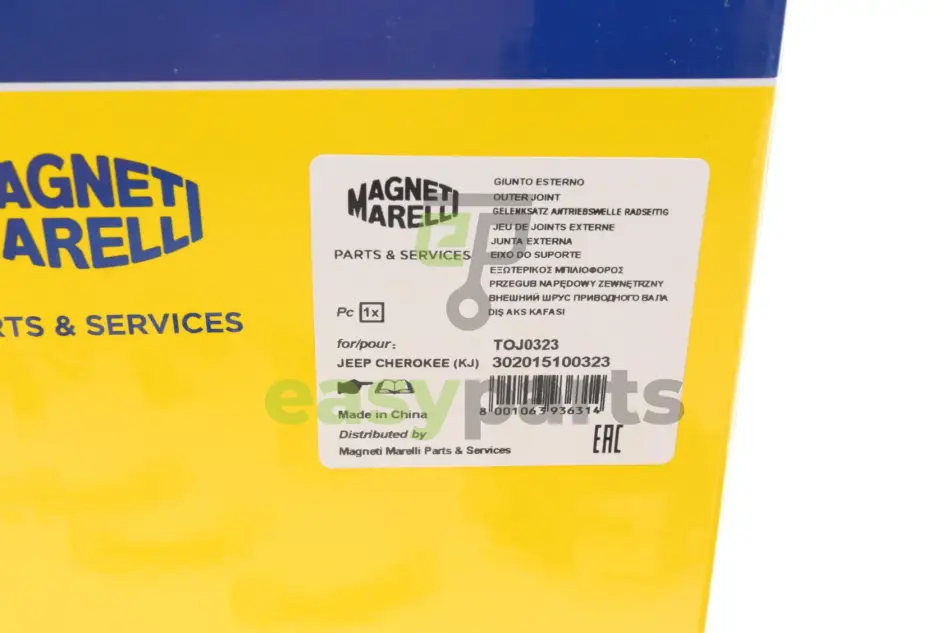 MAGNETI
MARELLI
PARTS & SERVICES
MAGNETI
MARELLI
PARTS & SERVICES
Pc 1x
for/pour:
JEEP CHEROKEE (KJ)
Made in China
Distributed by
Magneti Marelli Parts & Services
GIUNTO ESTERNO
OUTER JOINT
GELENKSATZ ANTRIEBSWELLE RADSEITIG
JEU DE JOINTS EXTERNE
JUNTA EXTERNA
EIXO DO SUPORTE
ΕΞΩΤΕΡΙΚΟΣ ΜΠΙΛΙΟΦΟΡΟΣ
PRZEGUB NAPĘDOWY ZEWNĘTRZNY
ВНЕШНИЙ ШРУС ПРИВОДНОГО ВАЛА
DIŞ AKS KAFASI
TOJ0323
302015100323
8 001063 936314
EAC
easyparts